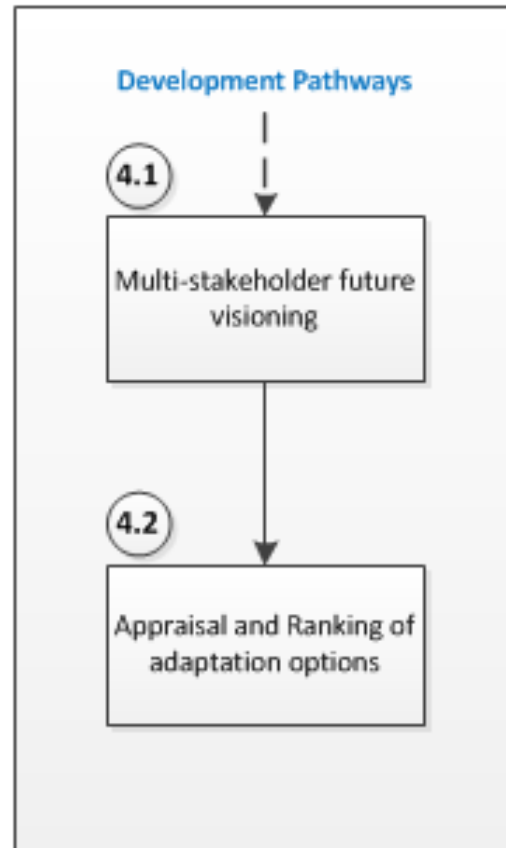 Development Pathways
4.1
Multi-stakeholder future
visioning
4.2
Appraisal and Ranking of
adaptation options